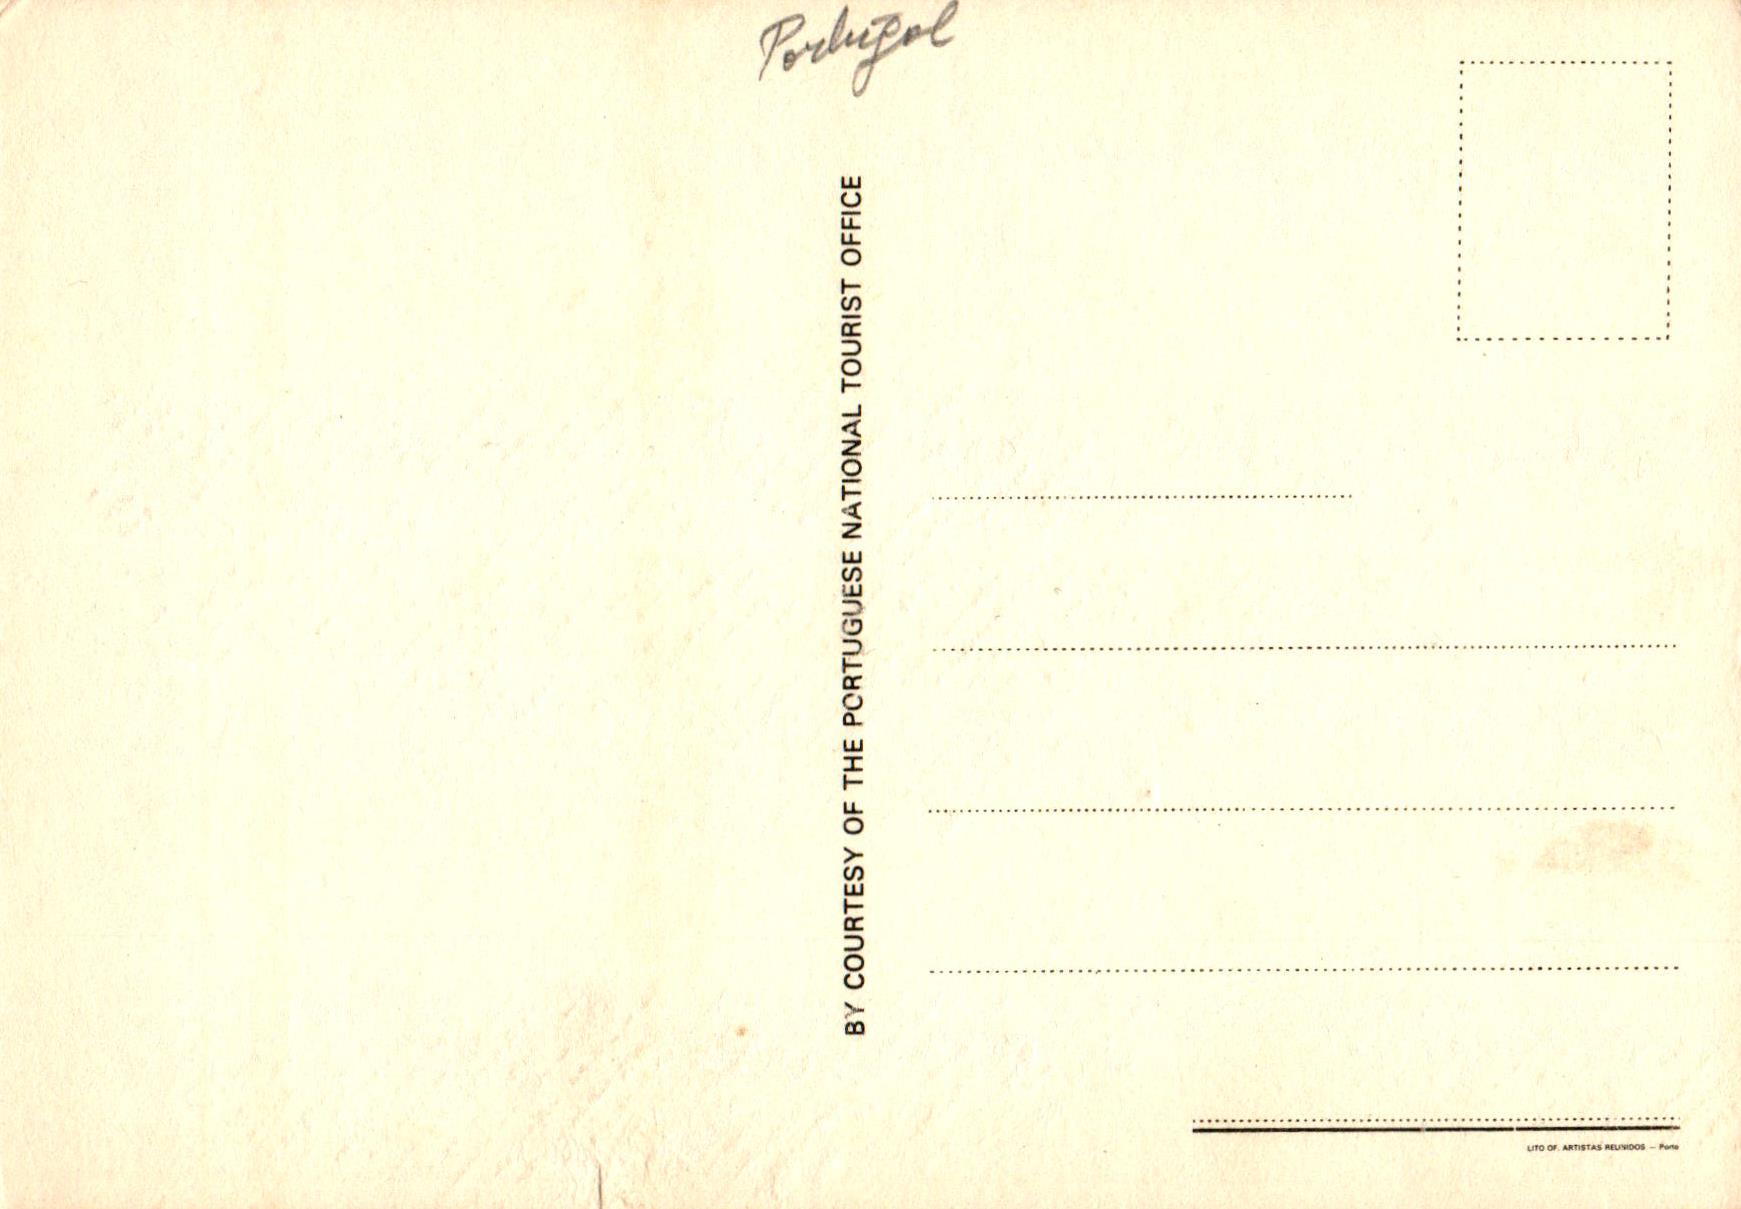 Portugal
BY COURTESY OF THE PORTUGUESE NATIONAL TOURIST OFFICE
LITO OF. ARTISTAS REUNIDOS — Porto